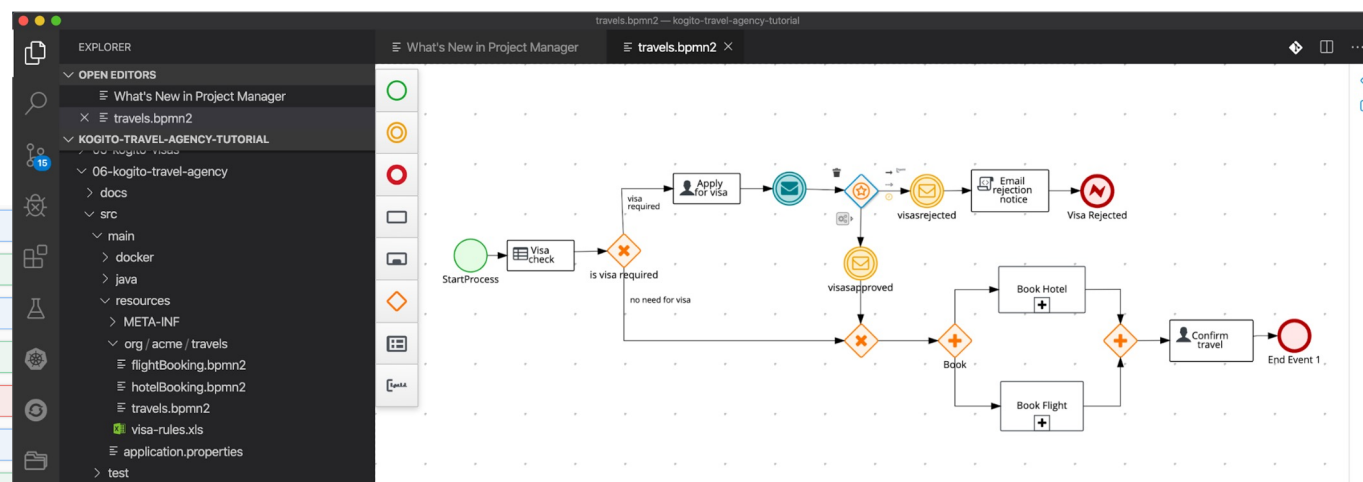 travels.bpmn2 — kogito-travel-agency-tutorial
EXPLORER
What's New in Project Manager
travels.bpmn2
OPEN EDITORS
What's New in Project Manager
travels.bpmn2
KOGITO-TRAVEL-AGENCY-TUTORIAL
06-kogito-travel-agency
docs
src
main
docker
java
resources
META-INF
org / acme / travels
flightBooking.bpmn2
hotelBooking.bpmn2
travels.bpmn2
visa-rules.xls
application.properties
test
15
StartProcess
Visa
check
is visa required
visa
required
no need for visa
Apply
for visa
visasrejected
Email
rejection
notice
Visa Rejected
visasapproved
Book
Book Hotel
Book Flight
Confirm
travel
End Event 1